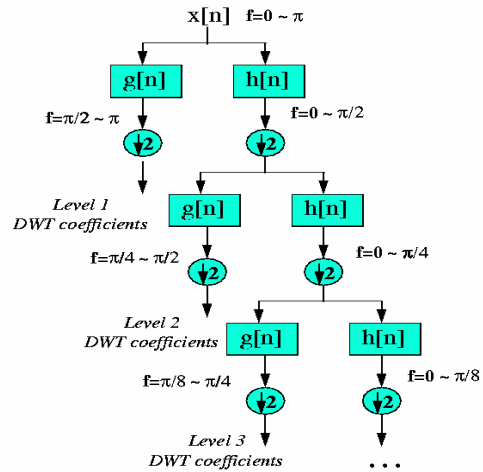 x[n] f=0 ~ π
g[n] h[n]
f=π/2 ~ π f=0 ~ π/2
↓2 ↓2
Level 1
DWT coefficients
g[n] h[n]
f=π/4 ~ π/2 f=0 ~ π/4
↓2 ↓2
Level 2
DWT coefficients
g[n] h[n]
f=π/8 ~ π/4 f=0 ~ π/8
↓2 ↓2
Level 3
DWT coefficients
...